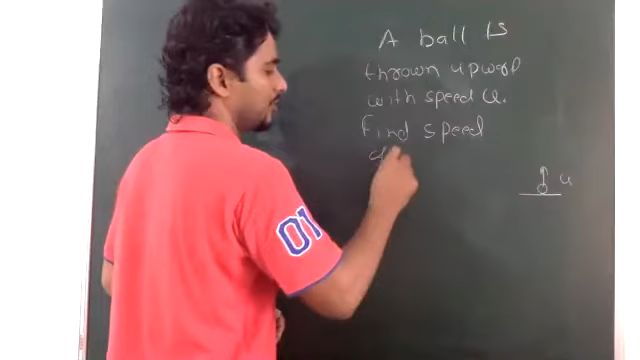 A ball is
thrown upward
with speed u.
Find speed
u
01